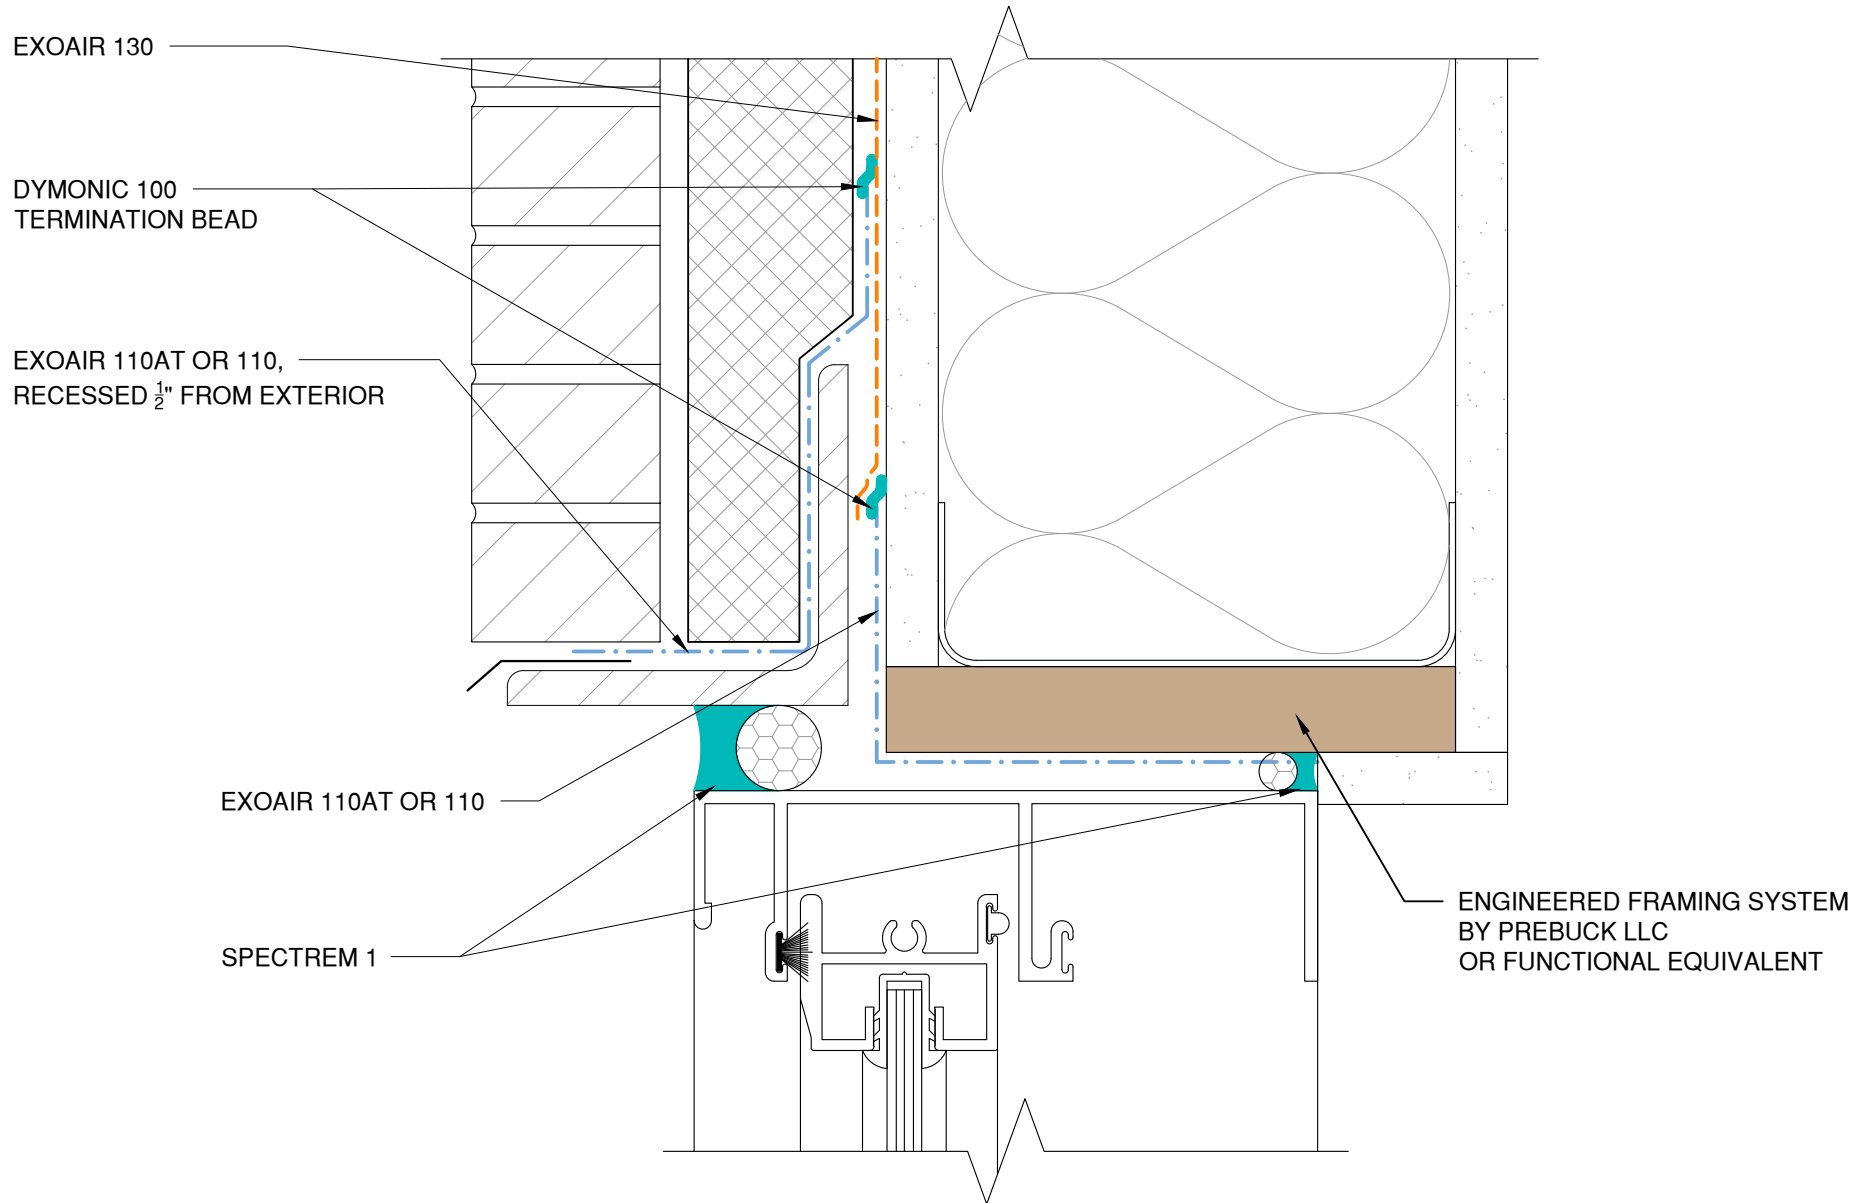 EXOAIR 130
DYMONIC 100
TERMINATION BEAD
EXOAIR 110AT OR 110,
RECESSED 1/2" FROM EXTERIOR
EXOAIR 110AT OR 110
SPECTREM 1
ENGINEERED FRAMING SYSTEM
BY PREBUCK LLC
OR FUNCTIONAL EQUIVALENT